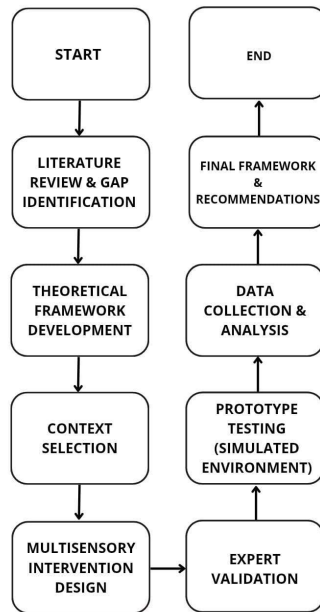 START
LITERATURE
REVIEW & GAP
IDENTIFICATION
THEORETICAL
FRAMEWORK
DEVELOPMENT
CONTEXT
SELECTION
MULTISENSORY
INTERVENTION
DESIGN
EXPERT
VALIDATION
PROTOTYPE
TESTING
(SIMULATED
ENVIRONMENT)
DATA
COLLECTION &
ANALYSIS
FINAL FRAMEWORK
&
RECOMMENDATIONS
END